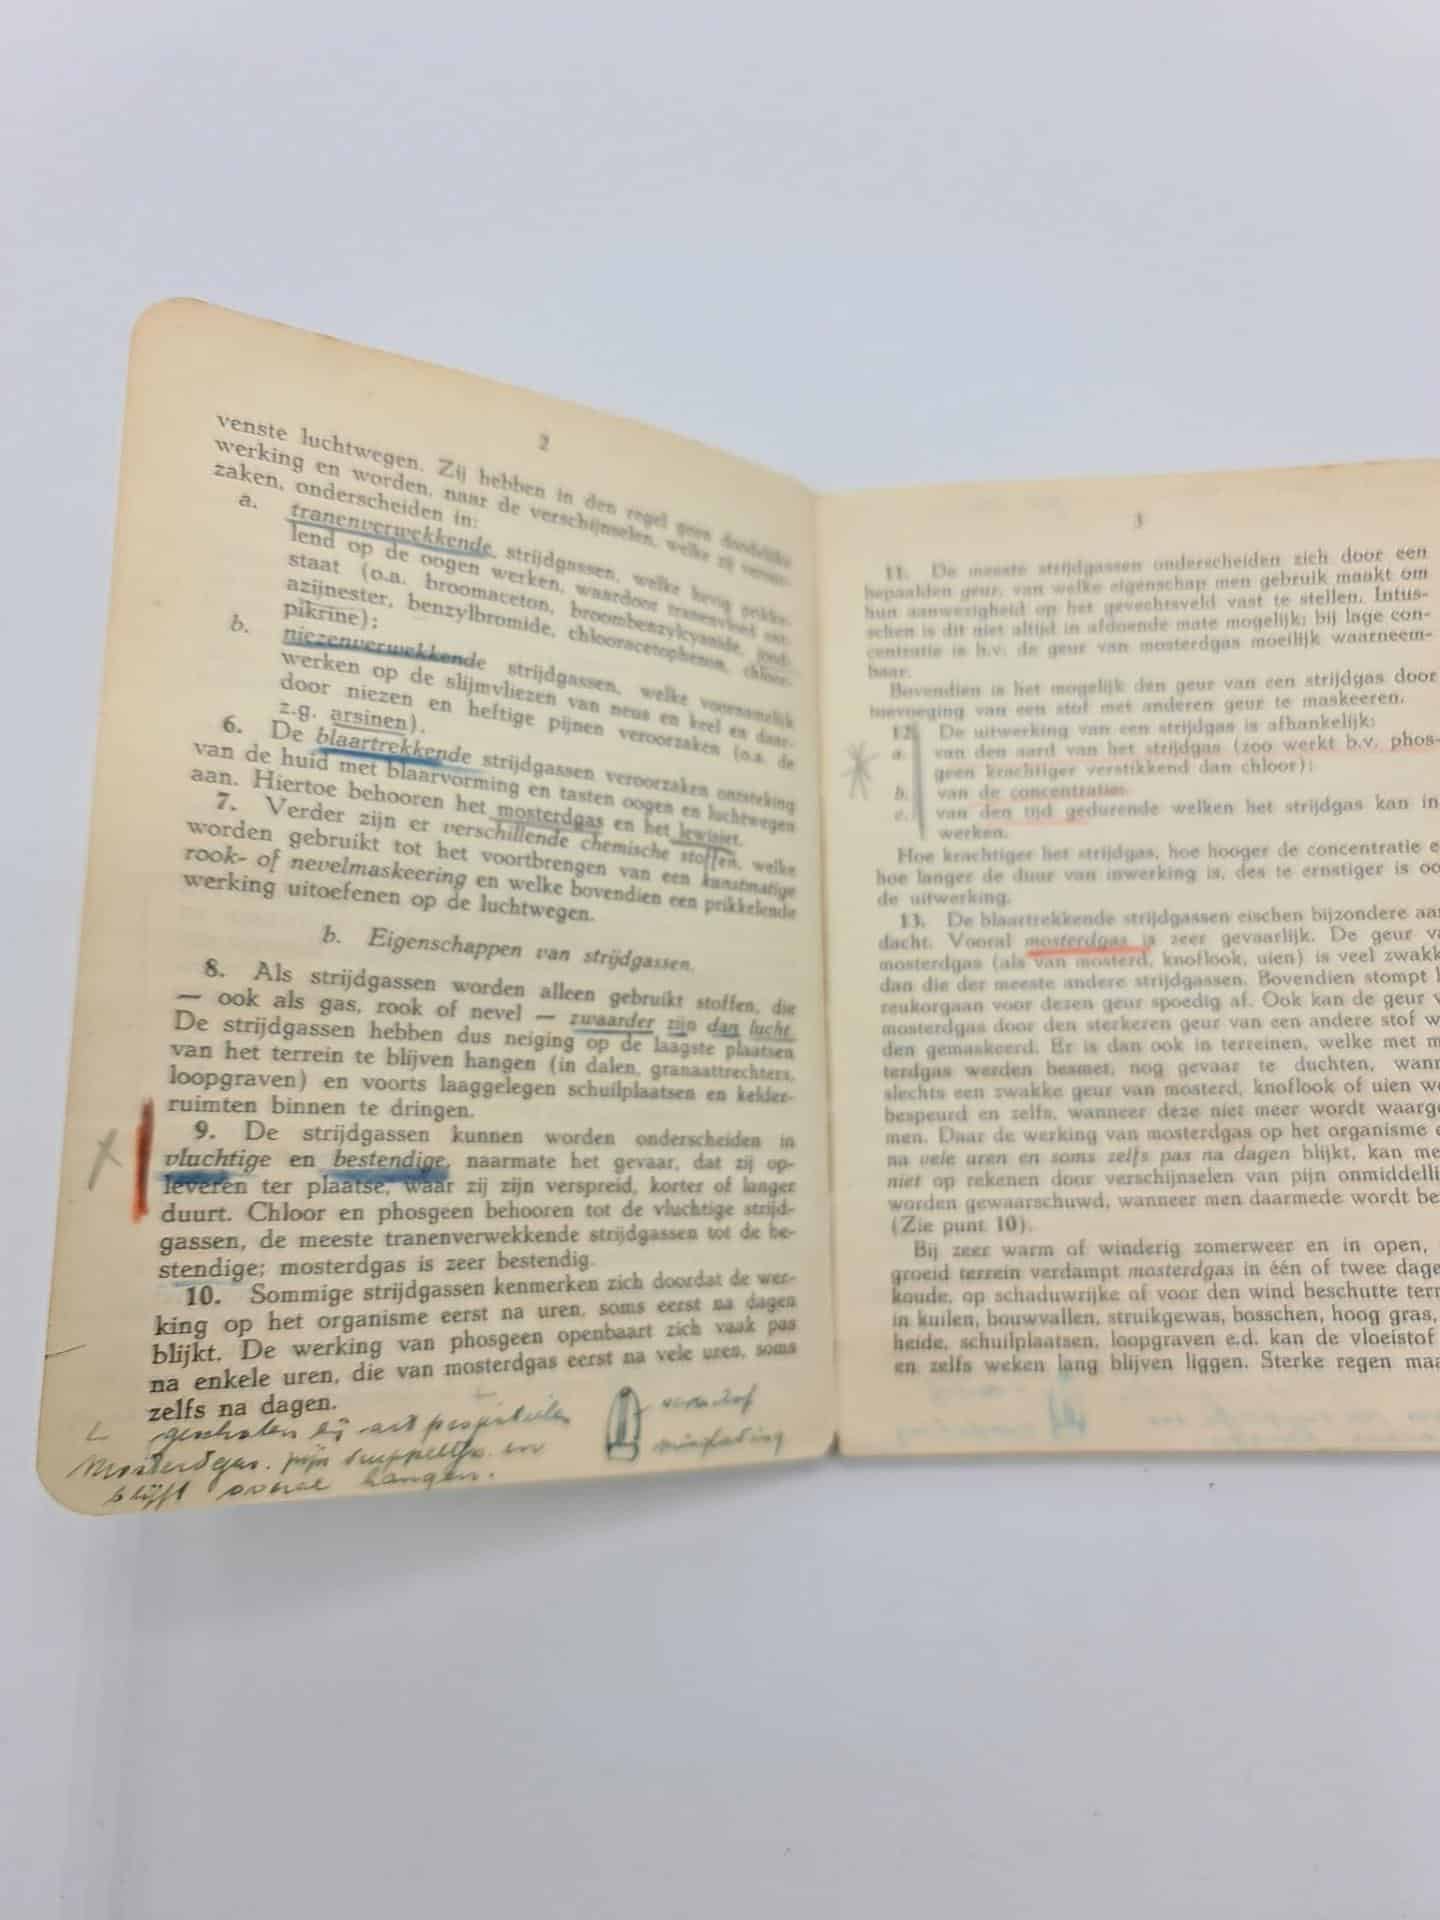 2
venste luchtwegen. Zij hebben in den regel geen doodelijke
werking en worden, naar de verschijnselen, welke zij veroor-
zaken, onderscheiden in:
a. tranenverwekkende, strijdgassen, welke hevig prikke-
lend op de oogen werken, waardoor tranenvloed ont-
staat (o.a. broomaceton, broombenzylcyanide, jood-
azijnester, benzylbromide, chlooracetophenon, chloor-
pikrine);
b. niezenverwekkende strijdgassen, welke voornamelijk
werken op de slijmvliezen van neus en keel en daar-
door niezen en heftige pijnen veroorzaken (o.a. de
z.g. arsinen).
6. De blaartrekkende strijdgassen veroorzaken ontsteking
van de huid met blaarvorming en tasten oogen en luchtwegen
aan. Hiertoe behooren het mosterdgas en het lewisiet.
7. Verder zijn er verschillende chemische stoffen, welke
worden gebruikt tot het voortbrengen van een kunstmatige
rook- of nevelmaskeering en welke bovendien een prikkelende
werking uitoefenen op de luchtwegen.
b. Eigenschappen van strijdgassen.
8. Als strijdgassen worden alleen gebruikt stoffen, die
— ook als gas, rook of nevel — zwaarder zijn dan lucht.
De strijdgassen hebben dus neiging op de laagste plaatsen
van het terrein te blijven hangen (in dalen, granaattrechters,
loopgraven) en voorts laaggelegen schuilplaatsen en kelder-
ruimten binnen te dringen.
9. De strijdgassen kunnen worden onderscheiden in
vluchtige en bestendige, naarmate het gevaar, dat zij op-
leveren ter plaatse, waar zij zijn verspreid, korter of langer
duurt. Chloor en phosgeen behooren tot de vluchtige strijd-
gassen, de meeste tranenverwekkende strijdgassen tot de be-
stendige; mosterdgas is zeer bestendig.
10. Sommige strijdgassen kenmerken zich doordat de wer-
king op het organisme eerst na uren, soms eerst na dagen
blijkt. De werking van phosgeen openbaart zich vaak pas
na enkele uren, die van mosterdgas eerst na vele uren, soms
zelfs na dagen.
Mosterdgas. fijn druppeltjes en
blijft overal hangen.
3
11. De meeste strijdgassen onderscheiden zich door een
bepaalden geur, van welke eigenschap men gebruik maakt om
hun aanwezigheid op het gevechtsveld vast te stellen. Intus-
schen is dit niet altijd in afdoende mate mogelijk; bij lage con-
centratie is b.v. de geur van mosterdgas moeilijk waarneem-
baar.
Bovendien is het mogelijk den geur van een strijdgas door
toevoeging van een stof met anderen geur te maskeeren.
12. De uitwerking van een strijdgas is afhankelijk:
a. van den aard van het strijdgas (zoo werkt b.v. phos-
geen krachtiger verstikkend dan chloor);
b. van de concentratie;
c. van den tijd gedurende welken het strijdgas kan in
werken.
Hoe krachtiger het strijdgas, hoe hooger de concentratie e
hoe langer de duur van inwerking is, des te ernstiger is oo
de uitwerking.
13. De blaartrekkende strijdgassen eischen bijzondere aan
dacht. Vooral mosterdgas is zeer gevaarlijk. De geur va
mosterdgas (als van mosterd, knoflook, uien) is veel zwakk
dan die der meeste andere strijdgassen. Bovendien stompt h
reukorgaan voor dezen geur spoedig af. Ook kan de geur v
mosterdgas door den sterkeren geur van een andere stof w
den gemaskeerd. Er is dan ook in terreinen, welke met m
terdgas werden besmet, nog gevaar te duchten, wann
slechts een zwakke geur van mosterd, knoflook of uien w
bespeurd en zelfs, wanneer deze niet meer wordt waarge
men. Daar de werking van mosterdgas op het organisme e
na vele uren en soms zelfs pas na dagen blijkt, kan me
niet op rekenen door verschijnselen van pijn onmiddelli
worden gewaarschuwd, wanneer men daarmede wordt be
(Zie punt 10).
Bij zeer warm of winderig zomerweer en in open,
groeid terrein verdampt mosterdgas in één of twee dage
koude, op schaduwrijke of voor den wind beschutte terr
in kuilen, bouwvallen, struikgewas, bosschen, hoog gras,
heide, schuilplaatsen, loopgraven e.d. kan de vloeistof
en zelfs weken lang blijven liggen. Sterke regen maa